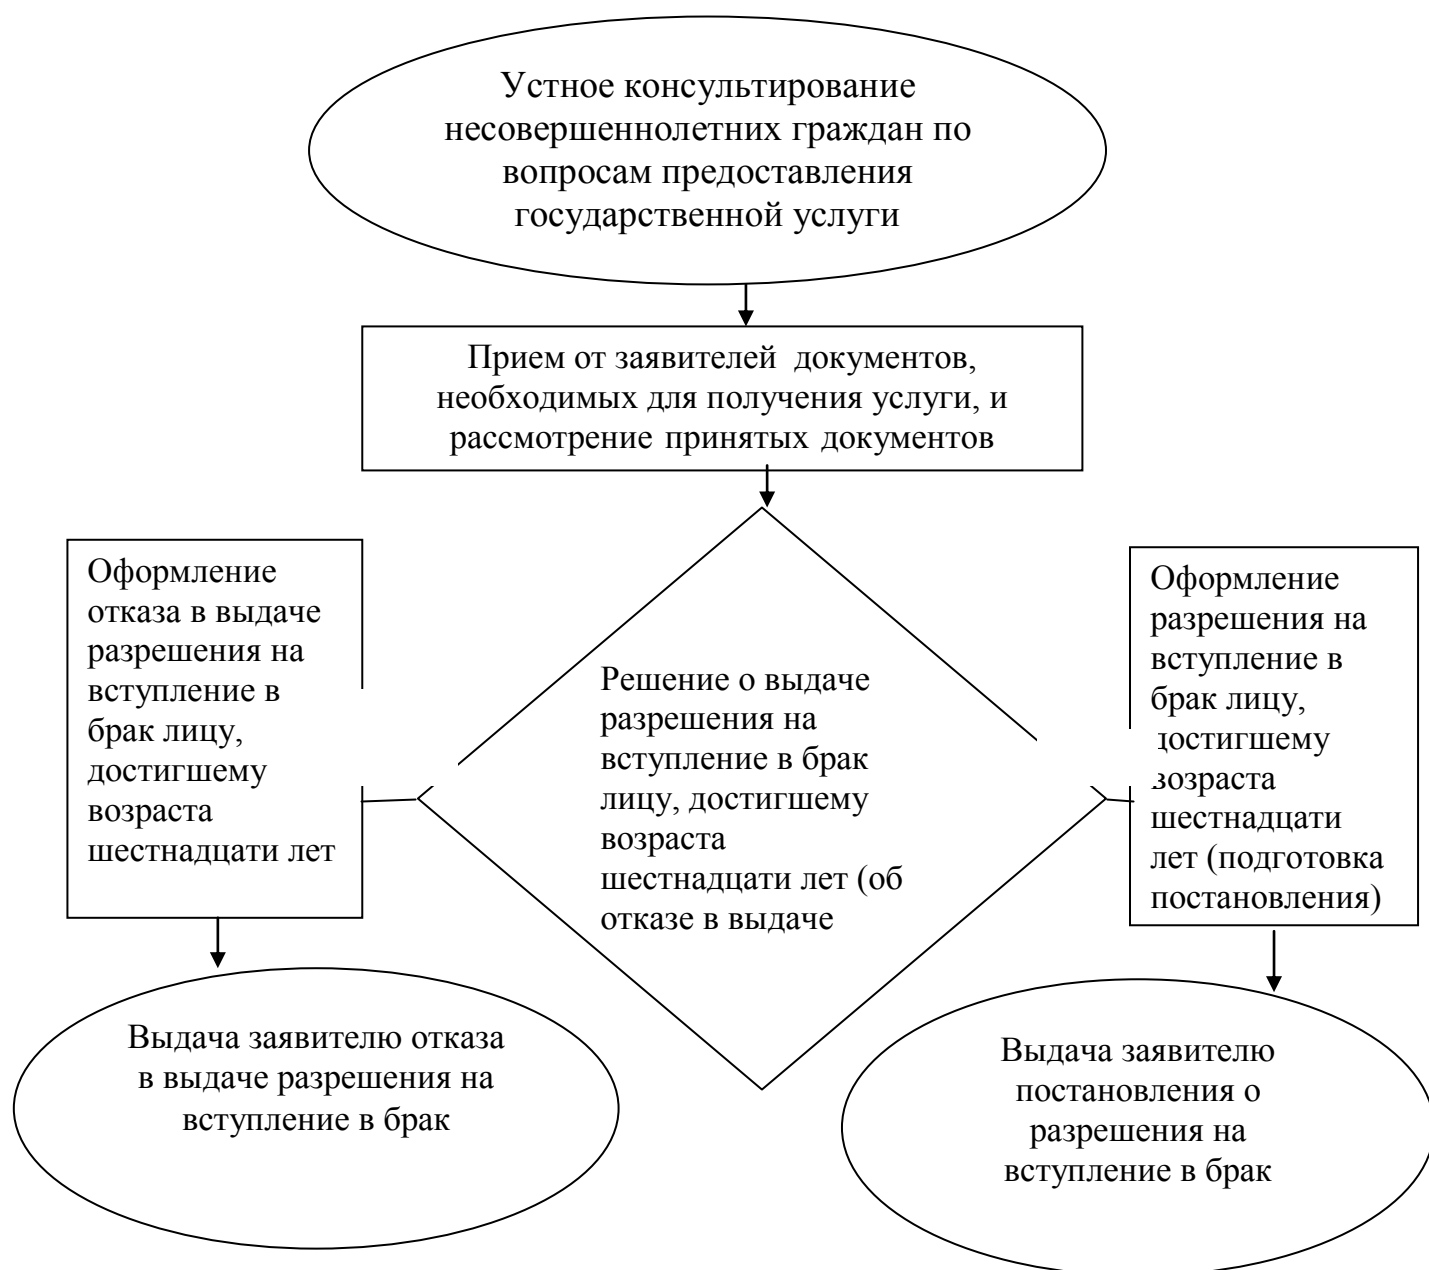 Устное консультирование
несовершеннолетних граждан по
вопросам предоставления
государственной услуги
Прием от заявителей документов,
необходимых для получения услуги, и
рассмотрение принятых документов
Оформление
отказа в выдаче
разрешения на
вступление в
брак лицу,
достигшему
возраста
шестнадцати лет
Решение о выдаче
разрешения на
вступление в брак
лицу, достигшему
возраста
шестнадцати лет (об
отказе в выдаче
Оформление
разрешения на
вступление в
брак лицу,
достигшему
возраста
шестнадцати
лет (подготовка
постановления)
Выдача заявителю отказа
в выдаче разрешения на
вступление в брак
Выдача заявителю
постановления о
разрешения на
вступление в брак